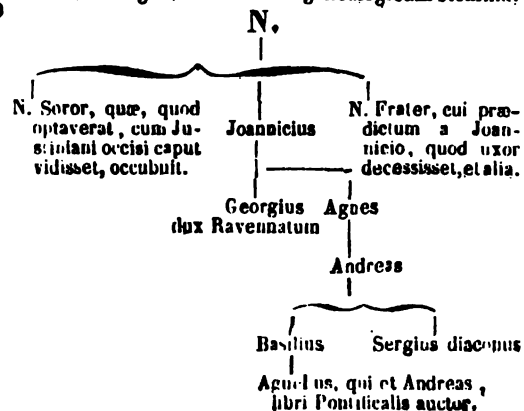 N.
N. Soror, quæ, quod
optaverat, cum Ju-
stiniani occisi caput
vidisset, occubuit.
Joannicius
N. Frater, cui præ-
dictum a Joan-
nicio, quod uxor
decessisset, et alia.
Georgius
dux Ravennatum
Agnes
Andreas
Basilius
Sergius diaconus
Agnellus, qui et Andreas,
libri Pontificalis auctor.